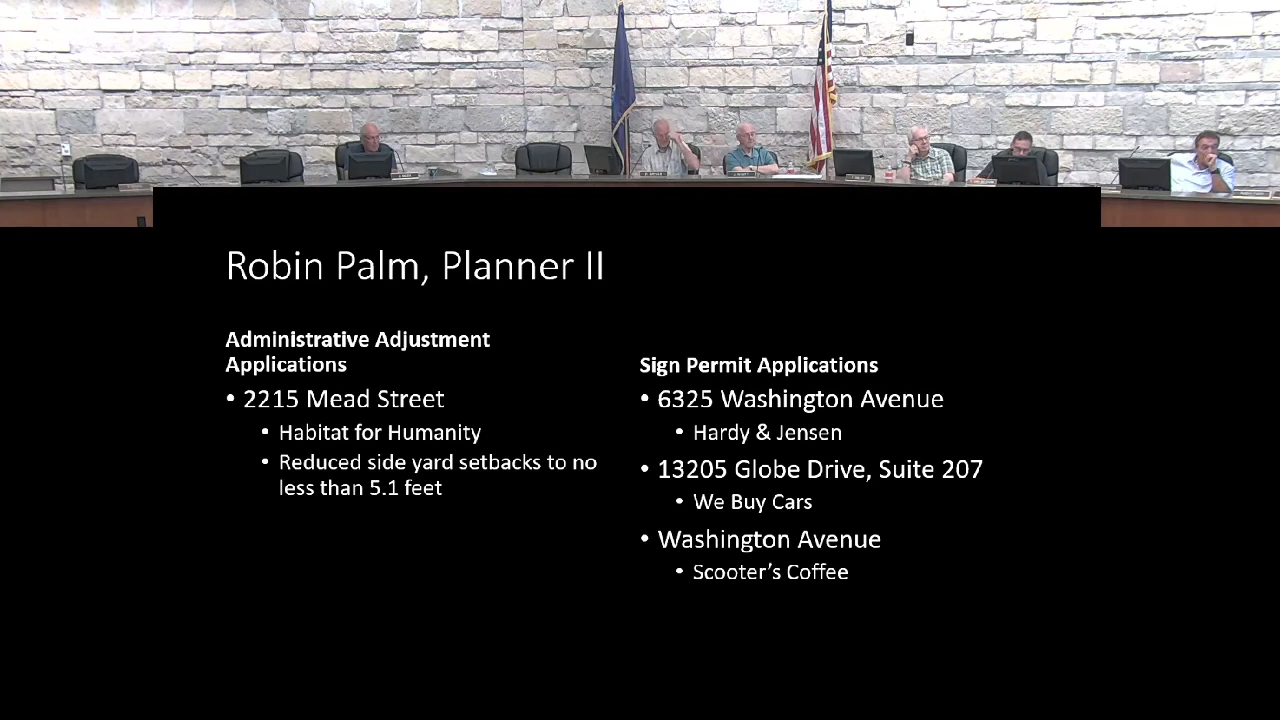 Robin Palm, Planner II
Administrative Adjustment
Applications
• 2215 Mead Street
• Habitat for Humanity
• Reduced side yard setbacks to no
less than 5.1 feet
Sign Permit Applications
• 6325 Washington Avenue
• Hardy & Jensen
• 13205 Globe Drive, Suite 207
• We Buy Cars
• Washington Avenue
• Scooter's Coffee